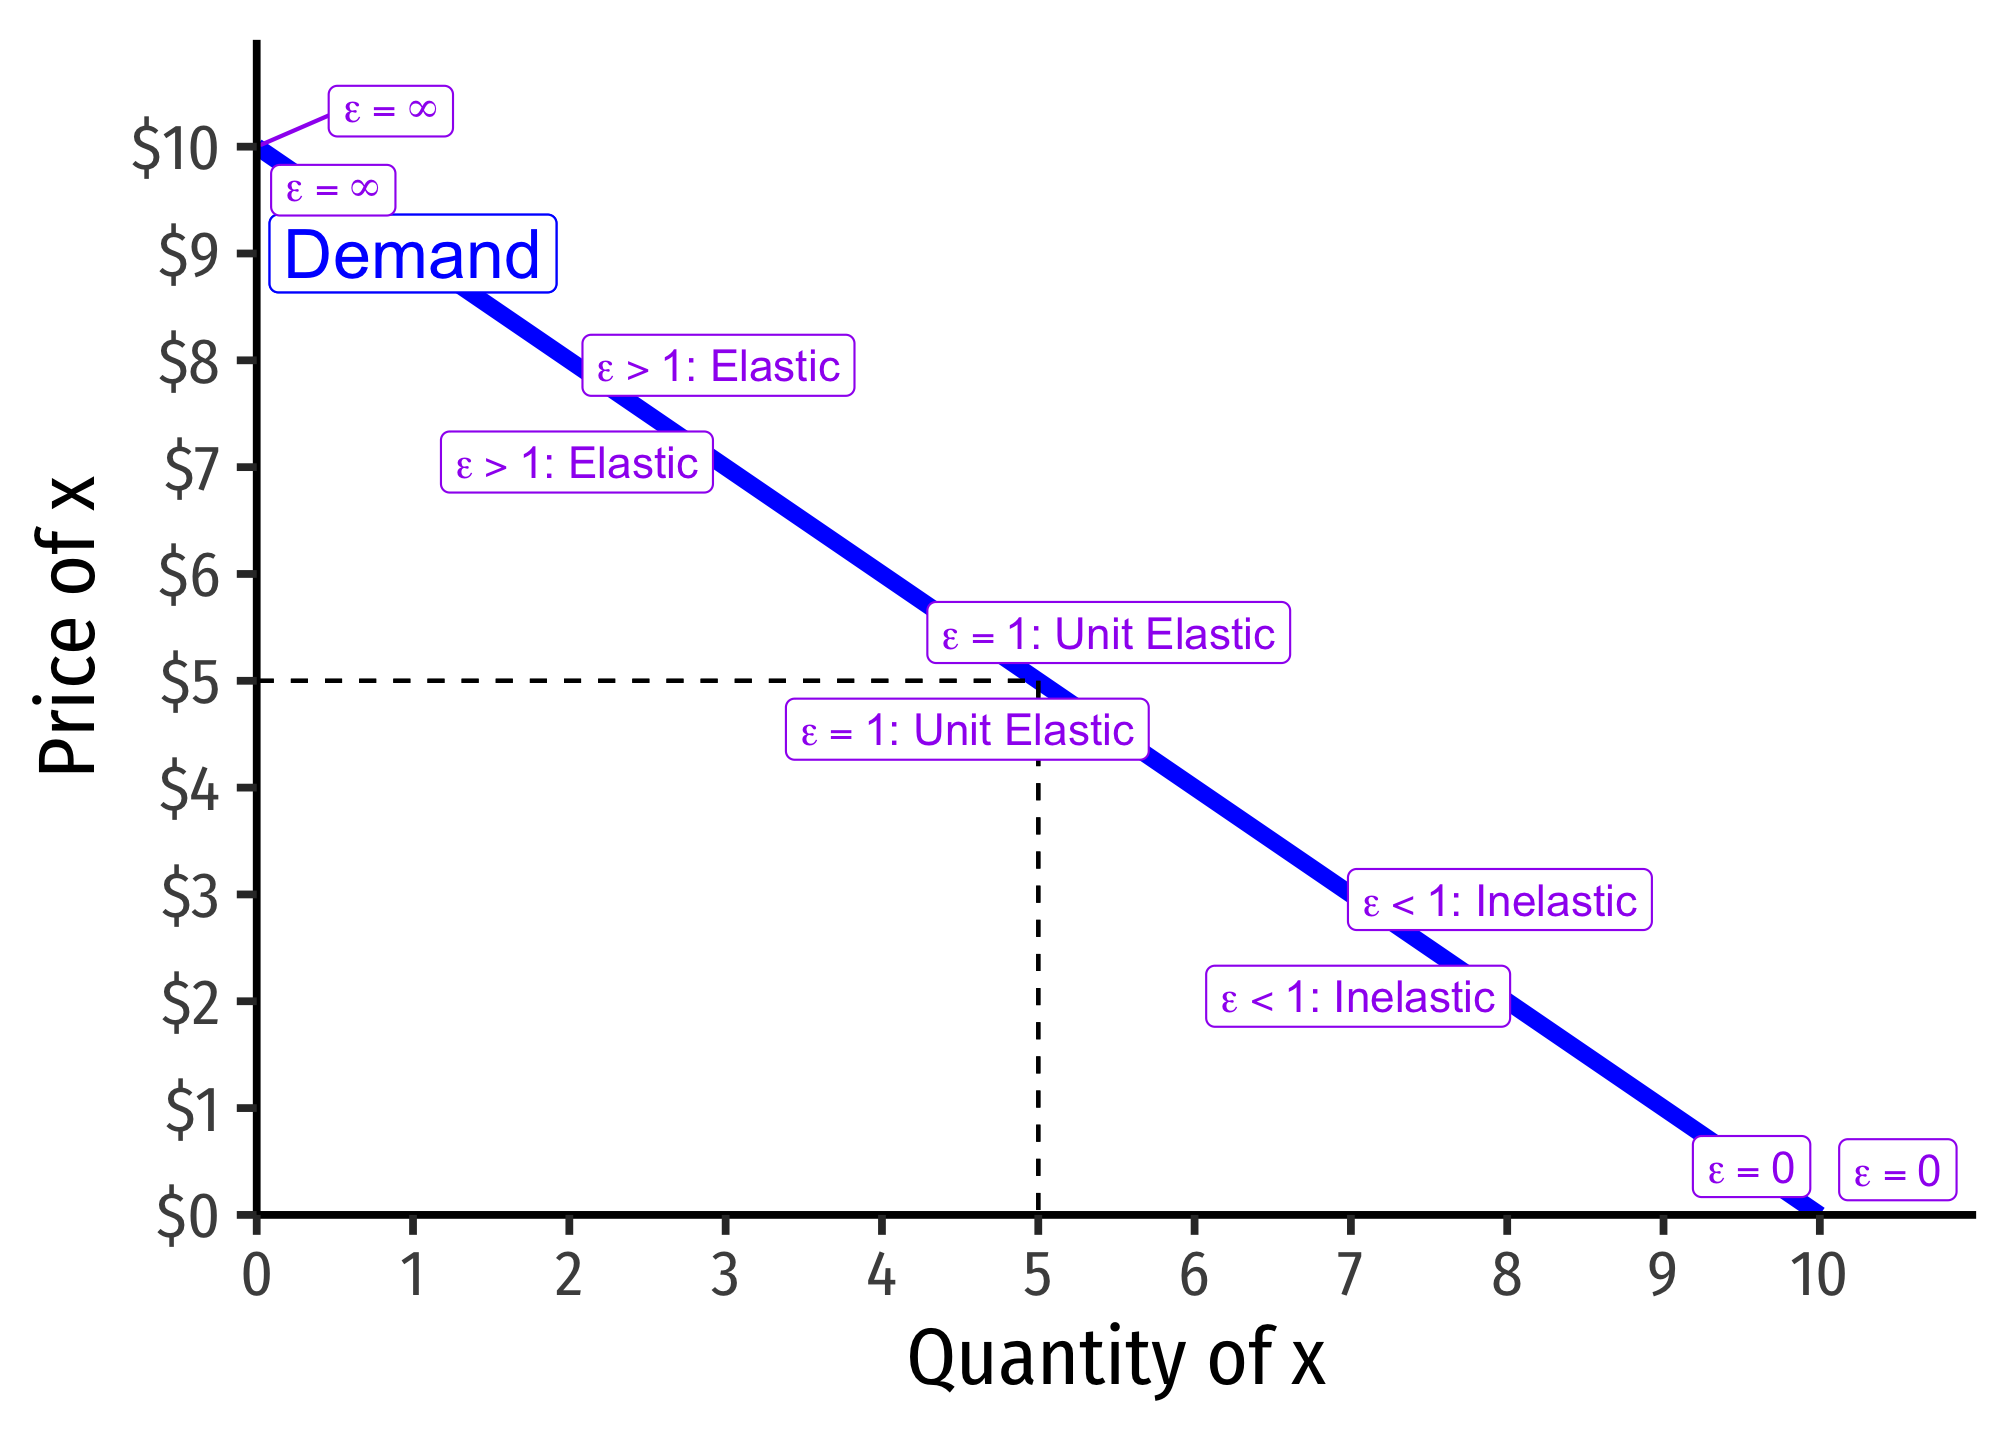 ε = ∞
$10
ε = ∞
$9
Demand
$8
ε > 1: Elastic
$7
ε > 1: Elastic
$6
ε = 1: Unit Elastic
$5
ε = 1: Unit Elastic
$4
$3
ε < 1: Inelastic
$2
ε < 1: Inelastic
$1
ε = 0
ε = 0
$0
Price of x
0 1 2 3 4 5 6 7 8 9 10
Quantity of x